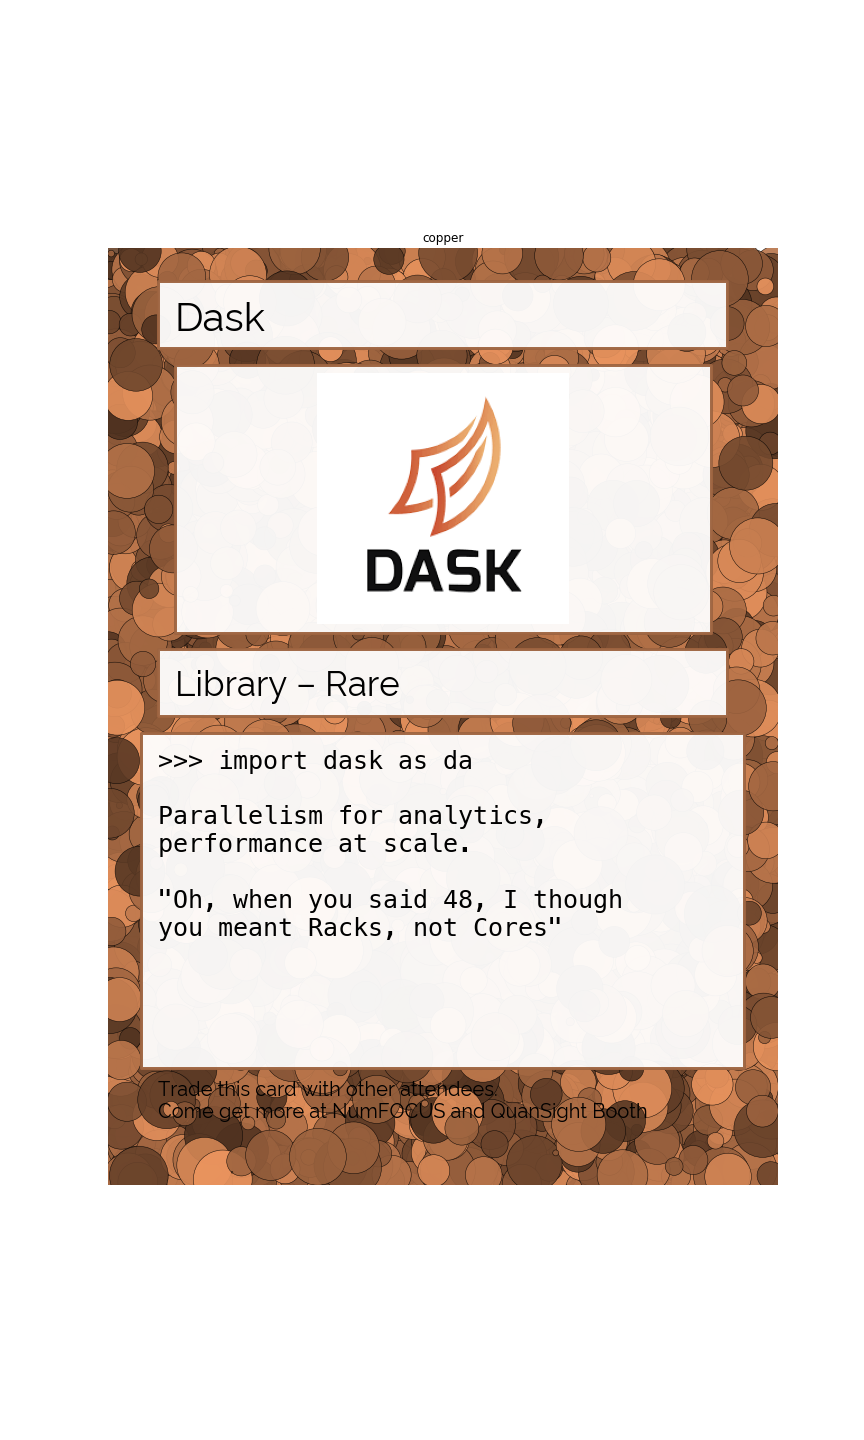 copper
Dask
DASK
Library – Rare
>>> import dask as da
Parallelism for analytics,
performance at scale.
"Oh, when you said 48, I though
you meant Racks, not Cores"
Trade this card with other attendees.
Come get more at NumFOCUS and QuanSight Booth